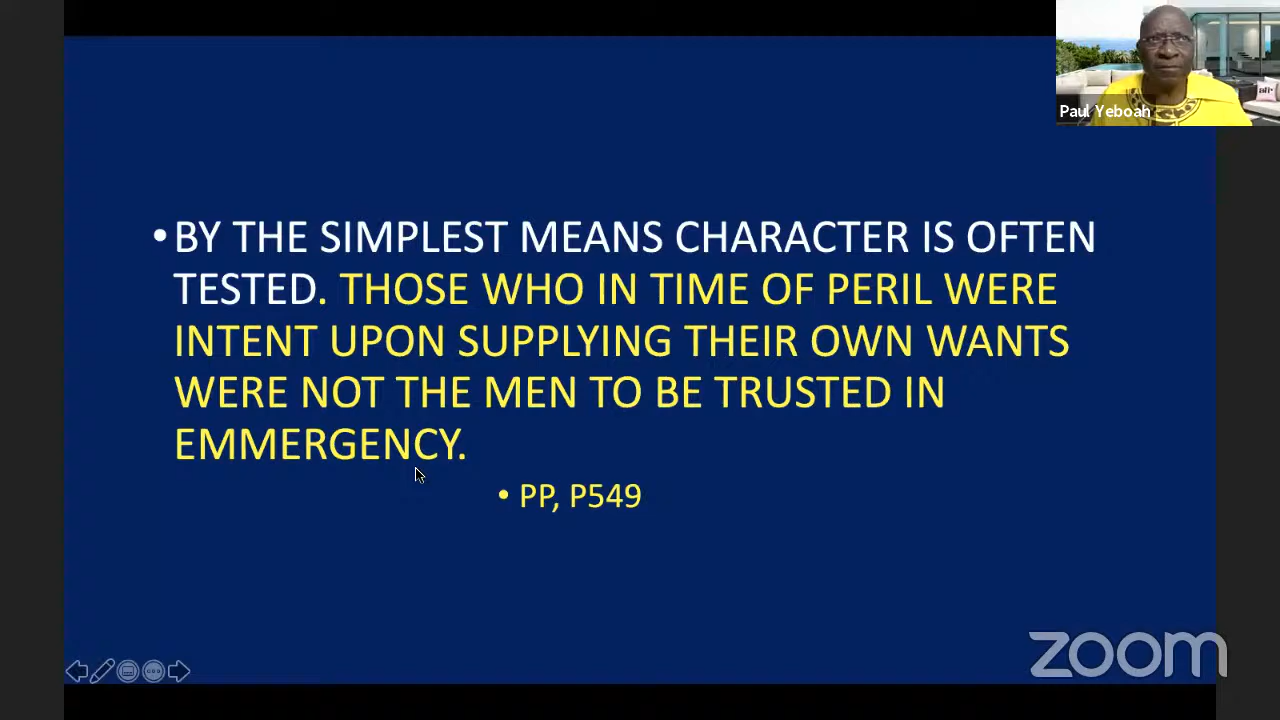 Paul Yeboah
•BY THE SIMPLEST MEANS CHARACTER IS OFTEN
TESTED. THOSE WHO IN TIME OF PERIL WERE
INTENT UPON SUPPLYING THEIR OWN WANTS
WERE NOT THE MEN TO BE TRUSTED IN
EMMERGENCY.
• PP, P549
zoom